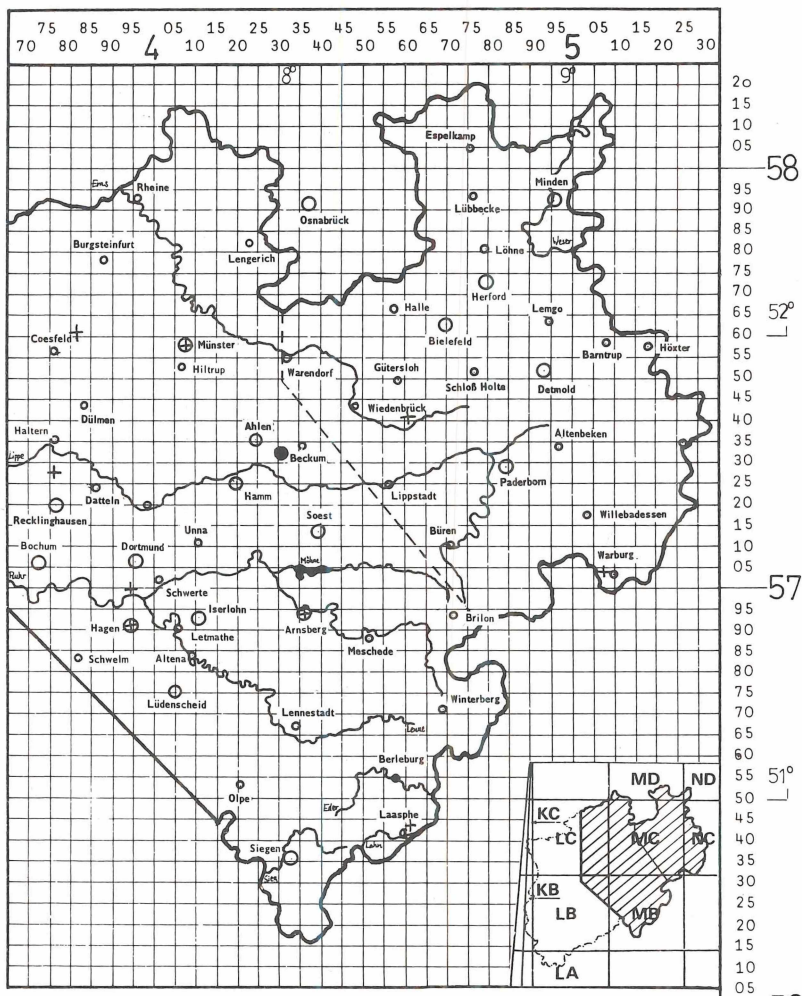 75 85 95 05 15 25 35 45 55 65 75 85 95 05 15 25
70 80 90 4 10 20 30 40 50 60 70 80 90 5 10 20 30
8° 9°
20
15
10
05
58
95
90
85
80
75
70
65
52°
60
55
50
45
40
35
30
25
20
15
10
05
57
95
90
85
80
75
70
65
60
55
51°
50
45
40
35
30
25
20
15
10
05
Espelkamp
Ems
Rheine
Minden
Osnabrück
Lübbecke
Burgsteinfurt
Lengerich
Löhne
Weser
Herford
Halle
Lemgo
Coesfeld
Münster
Bielefeld
Barntrup
Höxter
Hiltrup
Warendorf
Gütersloh
Schloß Holte
Detmold
Dülmen
Wiedenbrück
Haltern
Ahlen
Altenbeken
Lippe
Beckum
Datteln
Hamm
Lippstadt
Paderborn
Recklinghausen
Soest
Willebadessen
Unna
Büren
Bochum
Dortmund
Möhne
Warburg
Ruhr
Schwerte
Iserlohn
Brilon
Hagen
Letmathe
Arnsberg
Schwelm
Altena
Meschede
Lüdenscheid
Winterberg
Lennestadt
Lenne
Berleburg
Olpe
Eder
Laasphe
Siegen
Lahn
Sieg
MD ND
KC
LC MC NC
KB
LB MB
LA